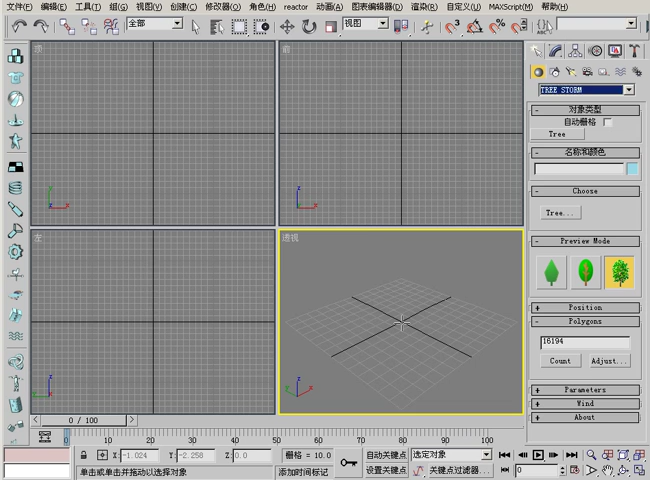 文件(F) 编辑(E) 工具(T) 组(G) 视图(V) 创建(C) 修改器(O) 角色(H) reactor 动画(A) 图表编辑器(D) 渲染(R) 自定义(U) MAXScript(M) 帮助(H)
全部
视图
TREE STORM
顶
前
对象类型
自动栅格
Tree
名称和颜色
Choose
Tree...
左
透视
Preview Mode
Position
Polygons
16194
Count Adjust...
Parameters
Wind
About
0 / 100
0 10 20 30 40 50 60 70 80 90 100
X: -1.024 Y: -2.258 Z: 0.0 栅格 = 10.0
自动关键点 选定对象
单击或单击并拖动以选择对象 添加时间标记
设置关键点 关键点过滤器...
0